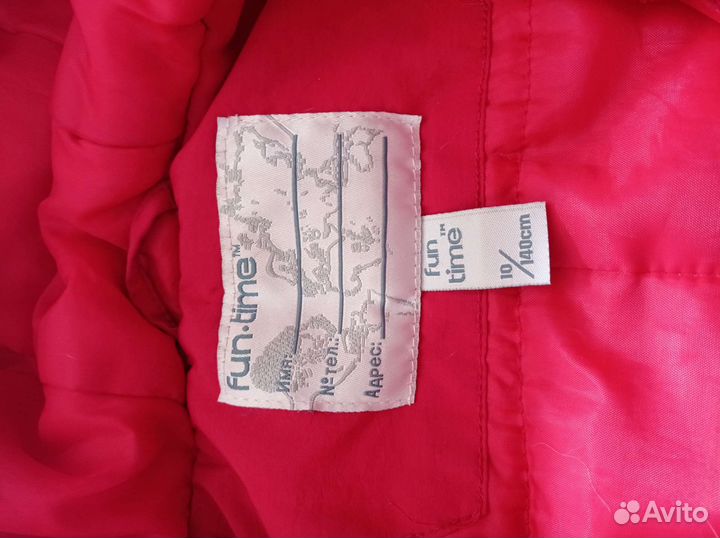 fun•time™
Имя:
№ тел.:
Адрес:
fun™
time
10/140cm
Avito